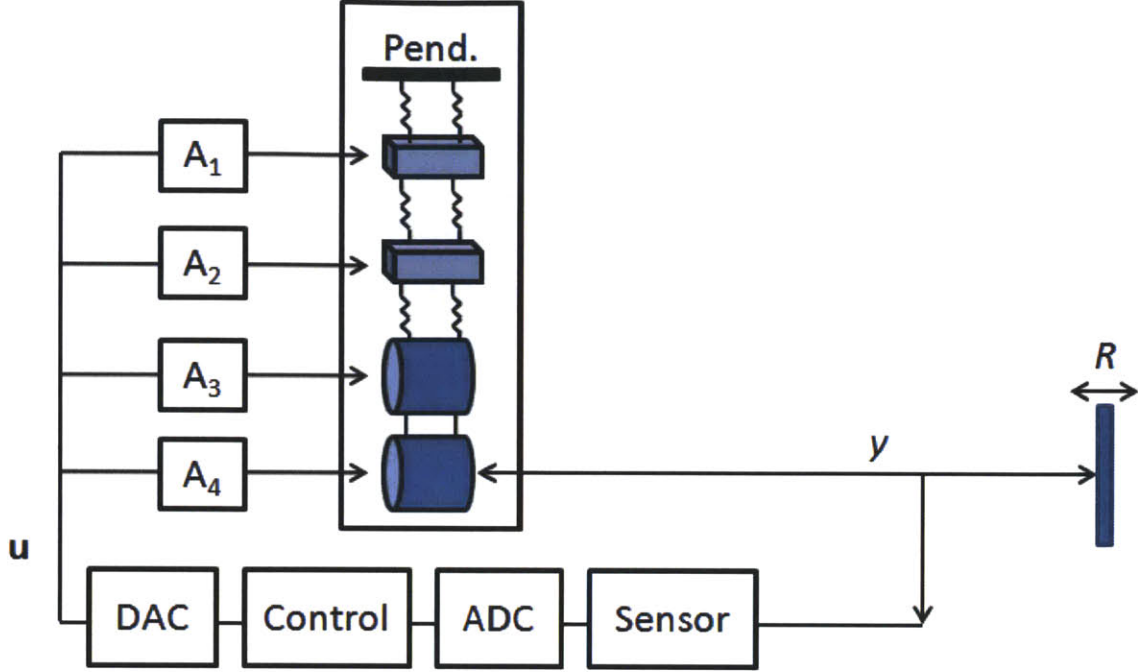 Pend.
A₁
A₂
A₃
A₄
R
y
u
DAC
Control
ADC
Sensor